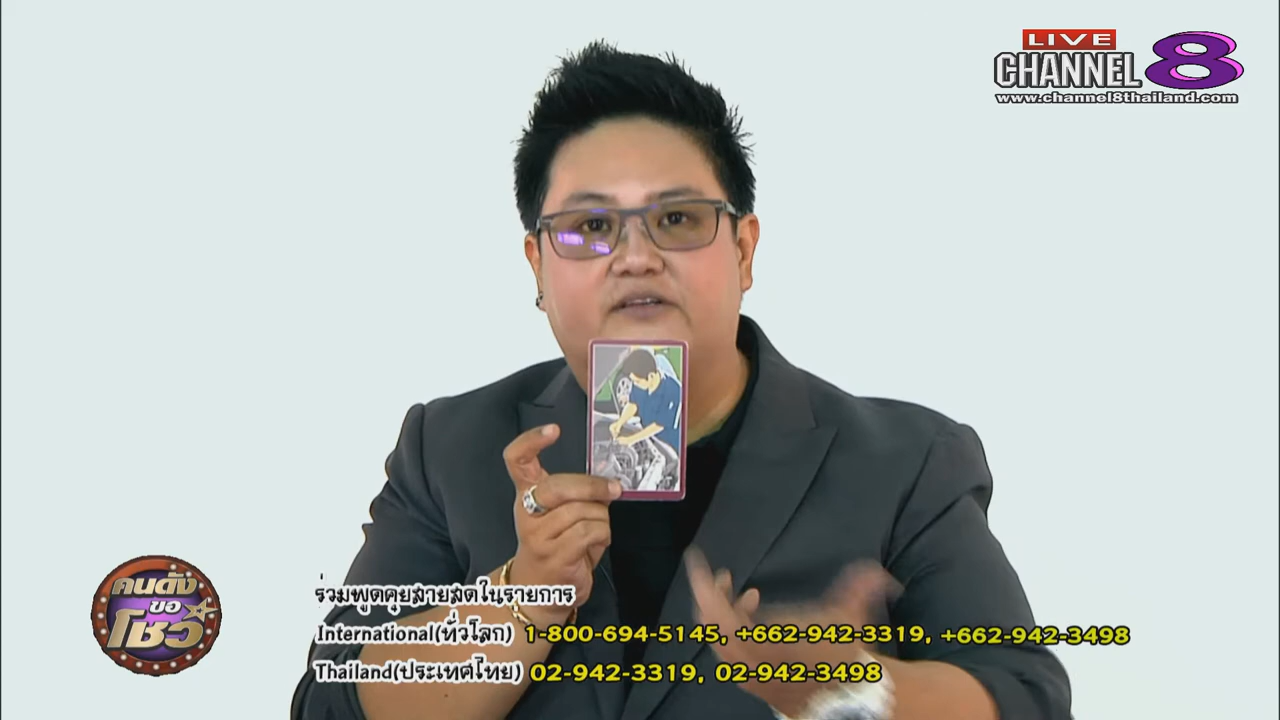 LIVE
CHANNEL 8
www.channel8thailand.com
คนดัง
ขอ
โชว์
ร่วมพูดคุยสายสดในรายการ
International(ทั่วโลก) 1-800-694-5145, +662-942-3319, +662-942-3498
Thailand(ประเทศไทย) 02-942-3319, 02-942-3498